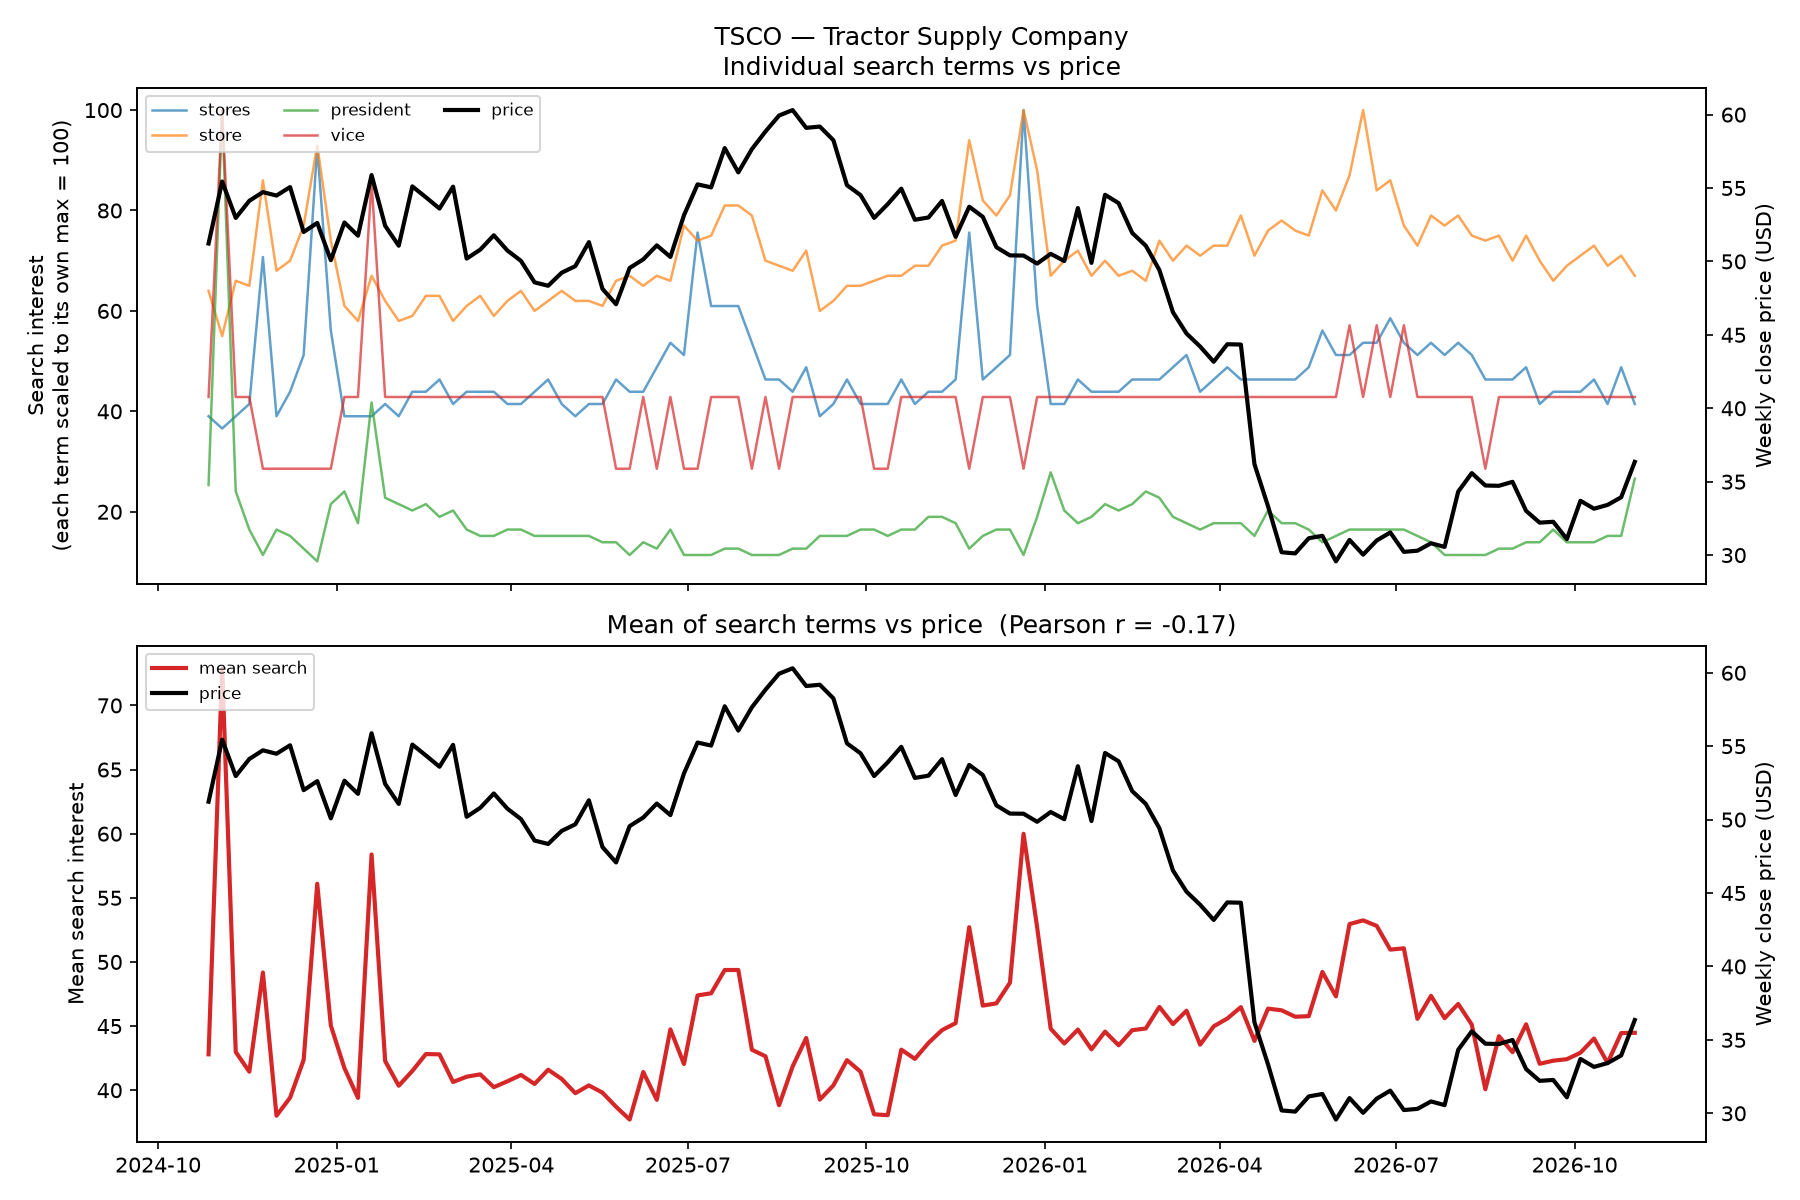 TSCO — Tractor Supply Company
Individual search terms vs price
stores
store
president
vice
price
Search interest
(each term scaled to its own max = 100)
100
80
60
40
20
60
55
50
45
40
35
30
Weekly close price (USD)
Mean of search terms vs price (Pearson r = -0.17)
mean search
price
Mean search interest
70
65
60
55
50
45
40
60
55
50
45
40
35
30
Weekly close price (USD)
2024-10
2025-01
2025-04
2025-07
2025-10
2026-01
2026-04
2026-07
2026-10